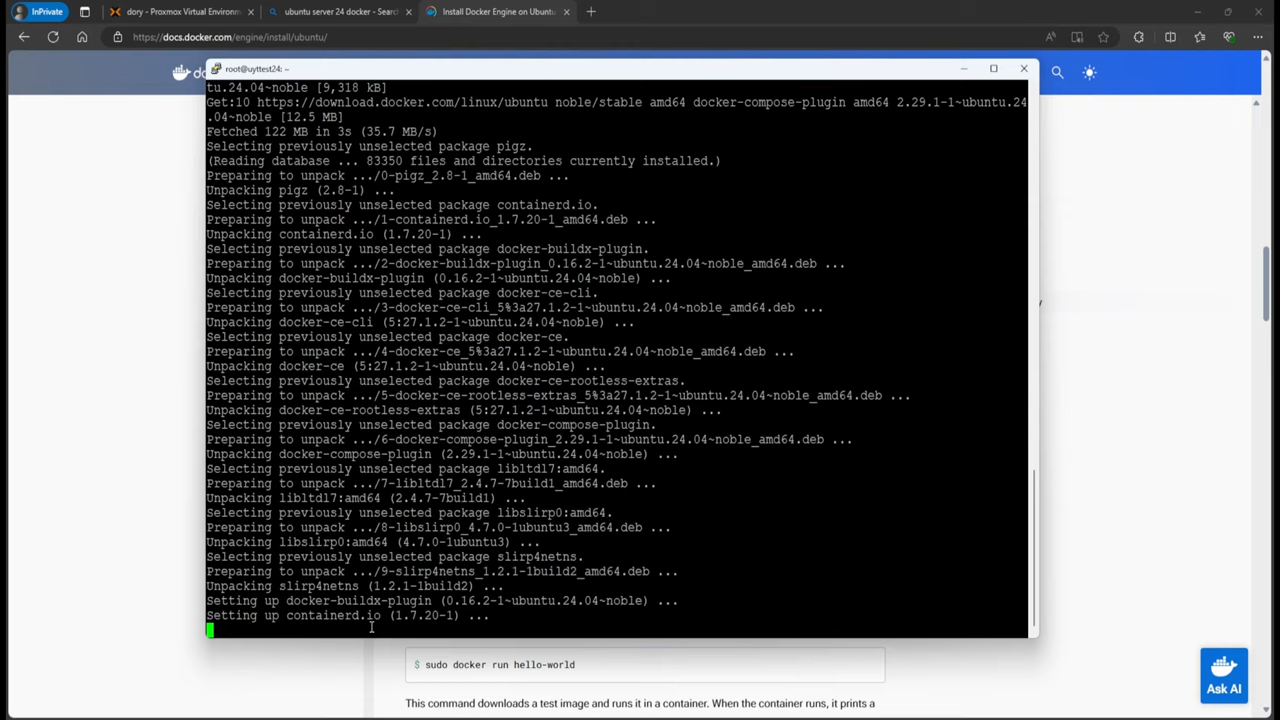 InPrivate
dory - Proxmox Virtual Environ
ubuntu server 24 docker - Searc
Install Docker Engine on Ubuntu
https://docs.docker.com/engine/install/ubuntu/
root@uyttest24: ~
tu.24.04~noble [9,318 kB]
Get:10 https://download.docker.com/linux/ubuntu noble/stable amd64 docker-compose-plugin amd64 2.29.1-1~ubuntu.24
.04~noble [12.5 MB]
Fetched 122 MB in 3s (35.7 MB/s)
Selecting previously unselected package pigz.
(Reading database ... 83350 files and directories currently installed.)
Preparing to unpack .../0-pigz_2.8-1_amd64.deb ...
Unpacking pigz (2.8-1) ...
Selecting previously unselected package containerd.io.
Preparing to unpack .../1-containerd.io_1.7.20-1_amd64.deb ...
Unpacking containerd.io (1.7.20-1) ...
Selecting previously unselected package docker-buildx-plugin.
Preparing to unpack .../2-docker-buildx-plugin_0.16.2-1~ubuntu.24.04~noble_amd64.deb ...
Unpacking docker-buildx-plugin (0.16.2-1~ubuntu.24.04~noble) ...
Selecting previously unselected package docker-ce-cli.
Preparing to unpack .../3-docker-ce-cli_5%3a27.1.2-1~ubuntu.24.04~noble_amd64.deb ...
Unpacking docker-ce-cli (5:27.1.2-1~ubuntu.24.04~noble) ...
Selecting previously unselected package docker-ce.
Preparing to unpack .../4-docker-ce_5%3a27.1.2-1~ubuntu.24.04~noble_amd64.deb ...
Unpacking docker-ce (5:27.1.2-1~ubuntu.24.04~noble) ...
Selecting previously unselected package docker-ce-rootless-extras.
Preparing to unpack .../5-docker-ce-rootless-extras_5%3a27.1.2-1~ubuntu.24.04~noble_amd64.deb ...
Unpacking docker-ce-rootless-extras (5:27.1.2-1~ubuntu.24.04~noble) ...
Selecting previously unselected package docker-compose-plugin.
Preparing to unpack .../6-docker-compose-plugin_2.29.1-1~ubuntu.24.04~noble_amd64.deb ...
Unpacking docker-compose-plugin (2.29.1-1~ubuntu.24.04~noble) ...
Selecting previously unselected package libltdl7:amd64.
Preparing to unpack .../7-libltdl7_2.4.7-7build1_amd64.deb ...
Unpacking libltdl7:amd64 (2.4.7-7build1) ...
Selecting previously unselected package libslirp0:amd64.
Preparing to unpack .../8-libslirp0_4.7.0-1ubuntu3_amd64.deb ...
Unpacking libslirp0:amd64 (4.7.0-1ubuntu3) ...
Selecting previously unselected package slirp4netns.
Preparing to unpack .../9-slirp4netns_1.2.1-1build2_amd64.deb ...
Unpacking slirp4netns (1.2.1-1build2) ...
Setting up docker-buildx-plugin (0.16.2-1~ubuntu.24.04~noble) ...
Setting up containerd.io (1.7.20-1) ...
$ sudo docker run hello-world
Ask AI
This command downloads a test image and runs it in a container. When the container runs, it prints a